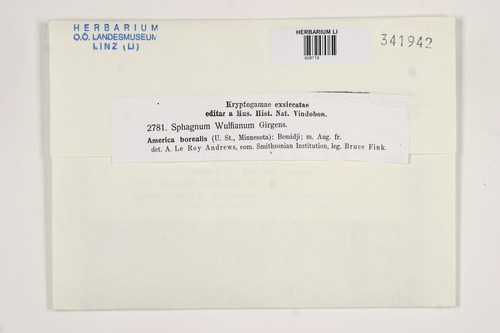 HERBARIUM
O.Ö. LANDESMUSEUM
LINZ (LI)
HERBARIUM LI
341942
Kryptogamae exsiccatae
editae a Mus. Hist. Nat. Vindobon.
2781. Sphagnum Wulfianum Girgens.
America borealis (U. St., Minnesota): Bemidji; m. Aug. fr.
det. A. Le Roy Andrews, com. Smithsonian Institution, leg. Bruce Fink.